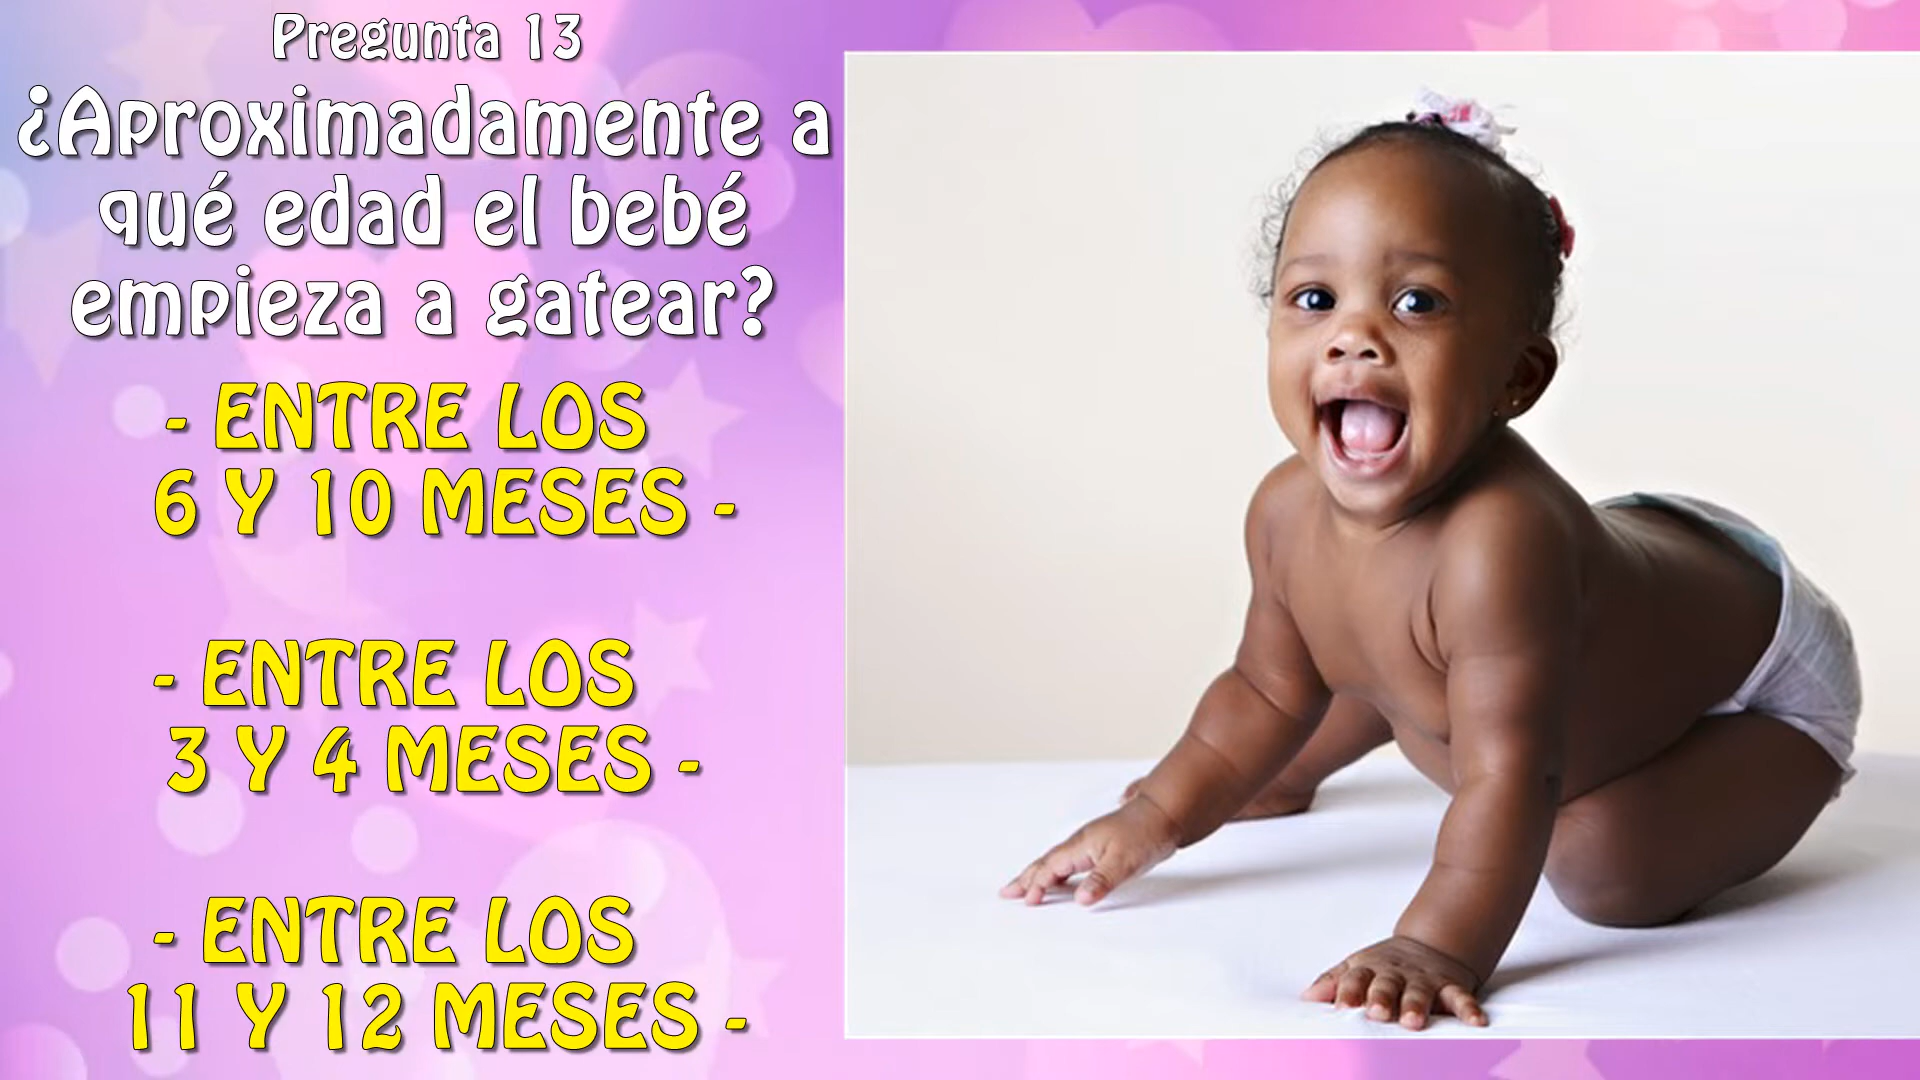 Pregunta 13
¿Aproximadamente a
qué edad el bebé
empieza a gatear?
- ENTRE LOS
6 Y 10 MESES -
- ENTRE LOS
3 Y 4 MESES -
- ENTRE LOS
11 Y 12 MESES -